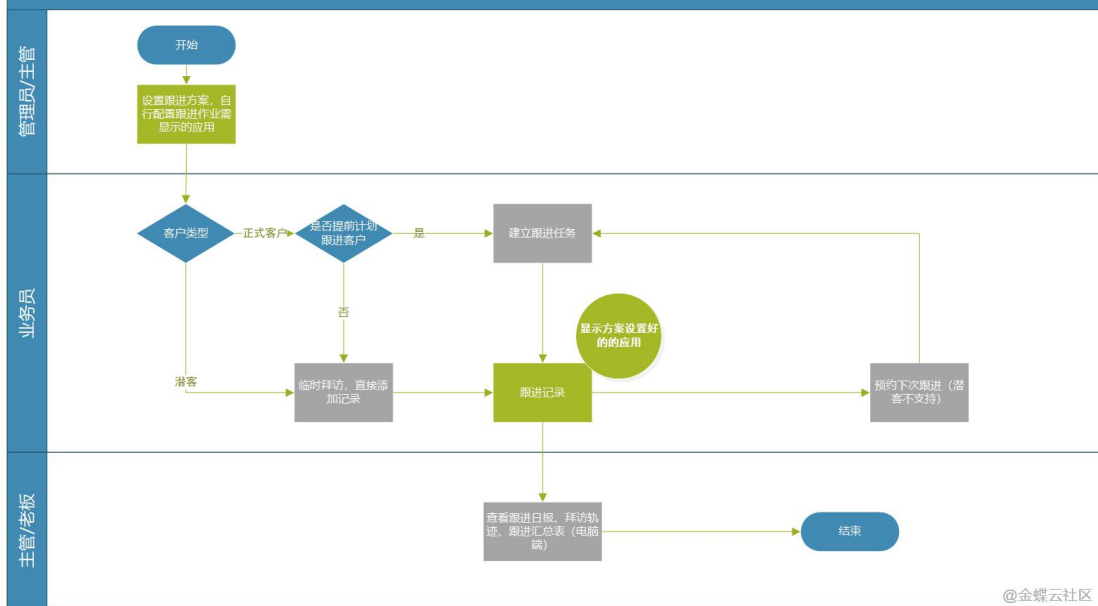 管理员/主管
开始
设置跟进方案，自
行配置跟进作业需
显示的应用
业务员
客户类型
正式客户
是否提前计划
跟进客户
是
建立跟进任务
否
显示方案设置好
的的应用
潜客
临时拜访，直接添
加记录
跟进记录
预约下次跟进（潜
客不支持）
主管/老板
查看跟进日报、拜访轨
迹、跟进汇总表（电脑
端）
结束
@金蝶云社区